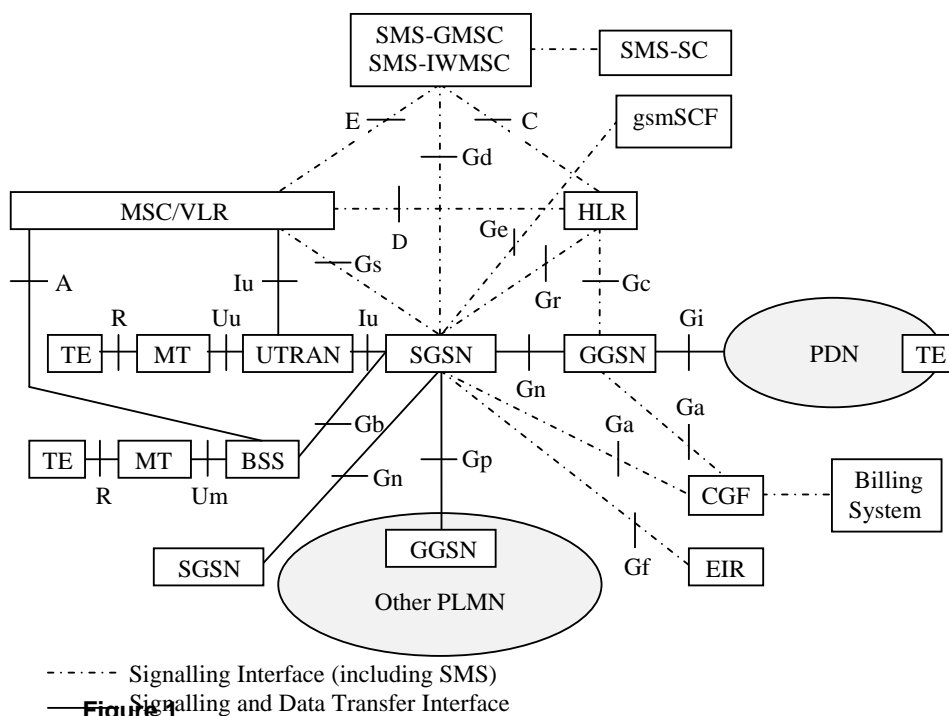 SMS-GMSC
SMS-IWMSC
SMS-SC
gsmSCF
E
C
Gd
MSC/VLR
HLR
D
Ge
A
Iu
Gs
Gr
Gc
R
Uu
Iu
Gi
TE
MT
UTRAN
SGSN
GGSN
PDN
TE
Gn
Gb
Ga
Ga
TE
MT
BSS
Gn
Gp
R
Um
CGF
Billing
System
SGSN
GGSN
Gf
EIR
Other PLMN
Signalling Interface (including SMS)
Signalling and Data Transfer Interface
Figure 1